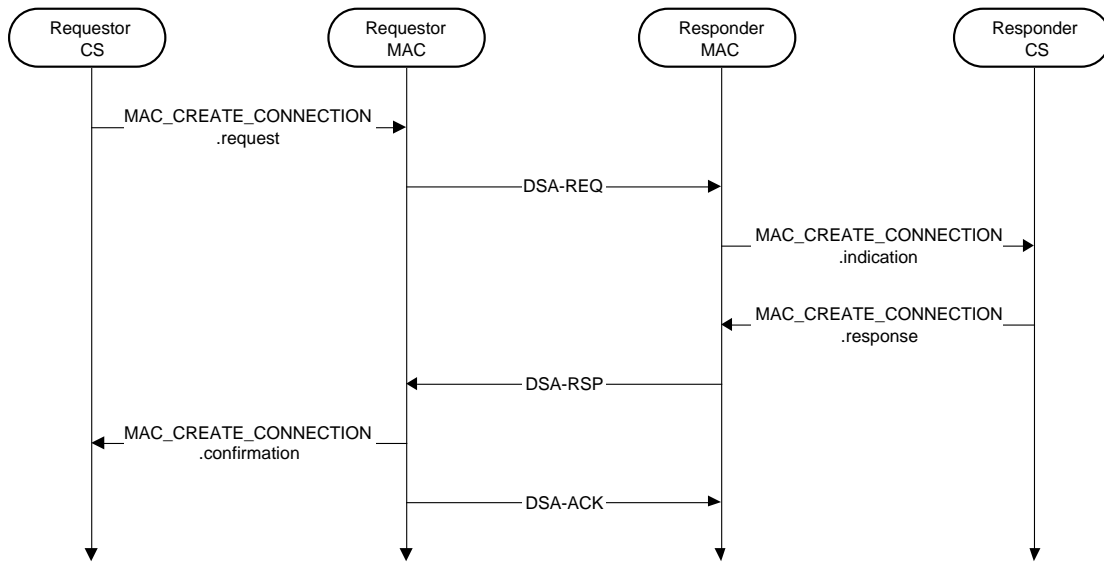 Requestor
CS
Requestor
MAC
Responder
MAC
Responder
CS
MAC_CREATE_CONNECTION
.request
DSA-REQ
MAC_CREATE_CONNECTION
.indication
MAC_CREATE_CONNECTION
.response
DSA-RSP
MAC_CREATE_CONNECTION
.confirmation
DSA-ACK